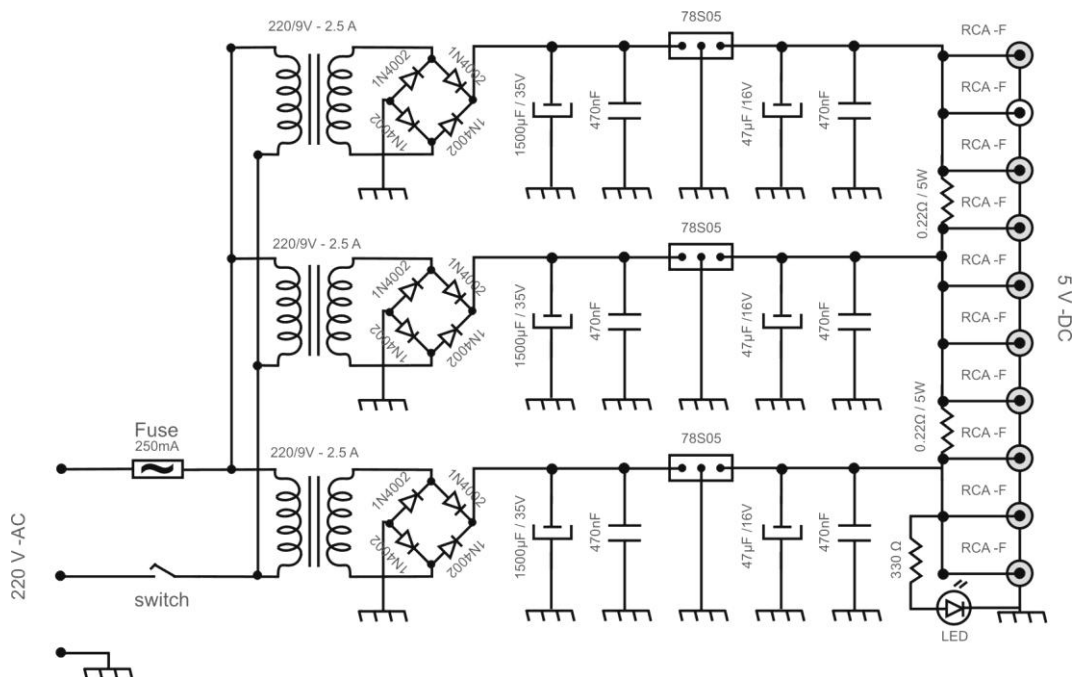 220/9V - 2.5 A
1N4002
1N4002
1N4002
1N4002
1500µF / 35V
470nF
78S05
47µF /16V
470nF
RCA -F
RCA -F
RCA -F
0.22Ω / 5W
RCA -F
220/9V - 2.5 A
1N4002
1N4002
1N4002
1N4002
1500µF / 35V
470nF
78S05
47µF /16V
470nF
RCA -F
RCA -F
RCA -F
0.22Ω / 5W
RCA -F
5 V -DC
Fuse
250mA
220/9V - 2.5 A
1N4002
1N4002
1N4002
1N4002
1500µF / 35V
470nF
78S05
47µF /16V
470nF
RCA -F
RCA -F
330 Ω
LED
220 V -AC
switch